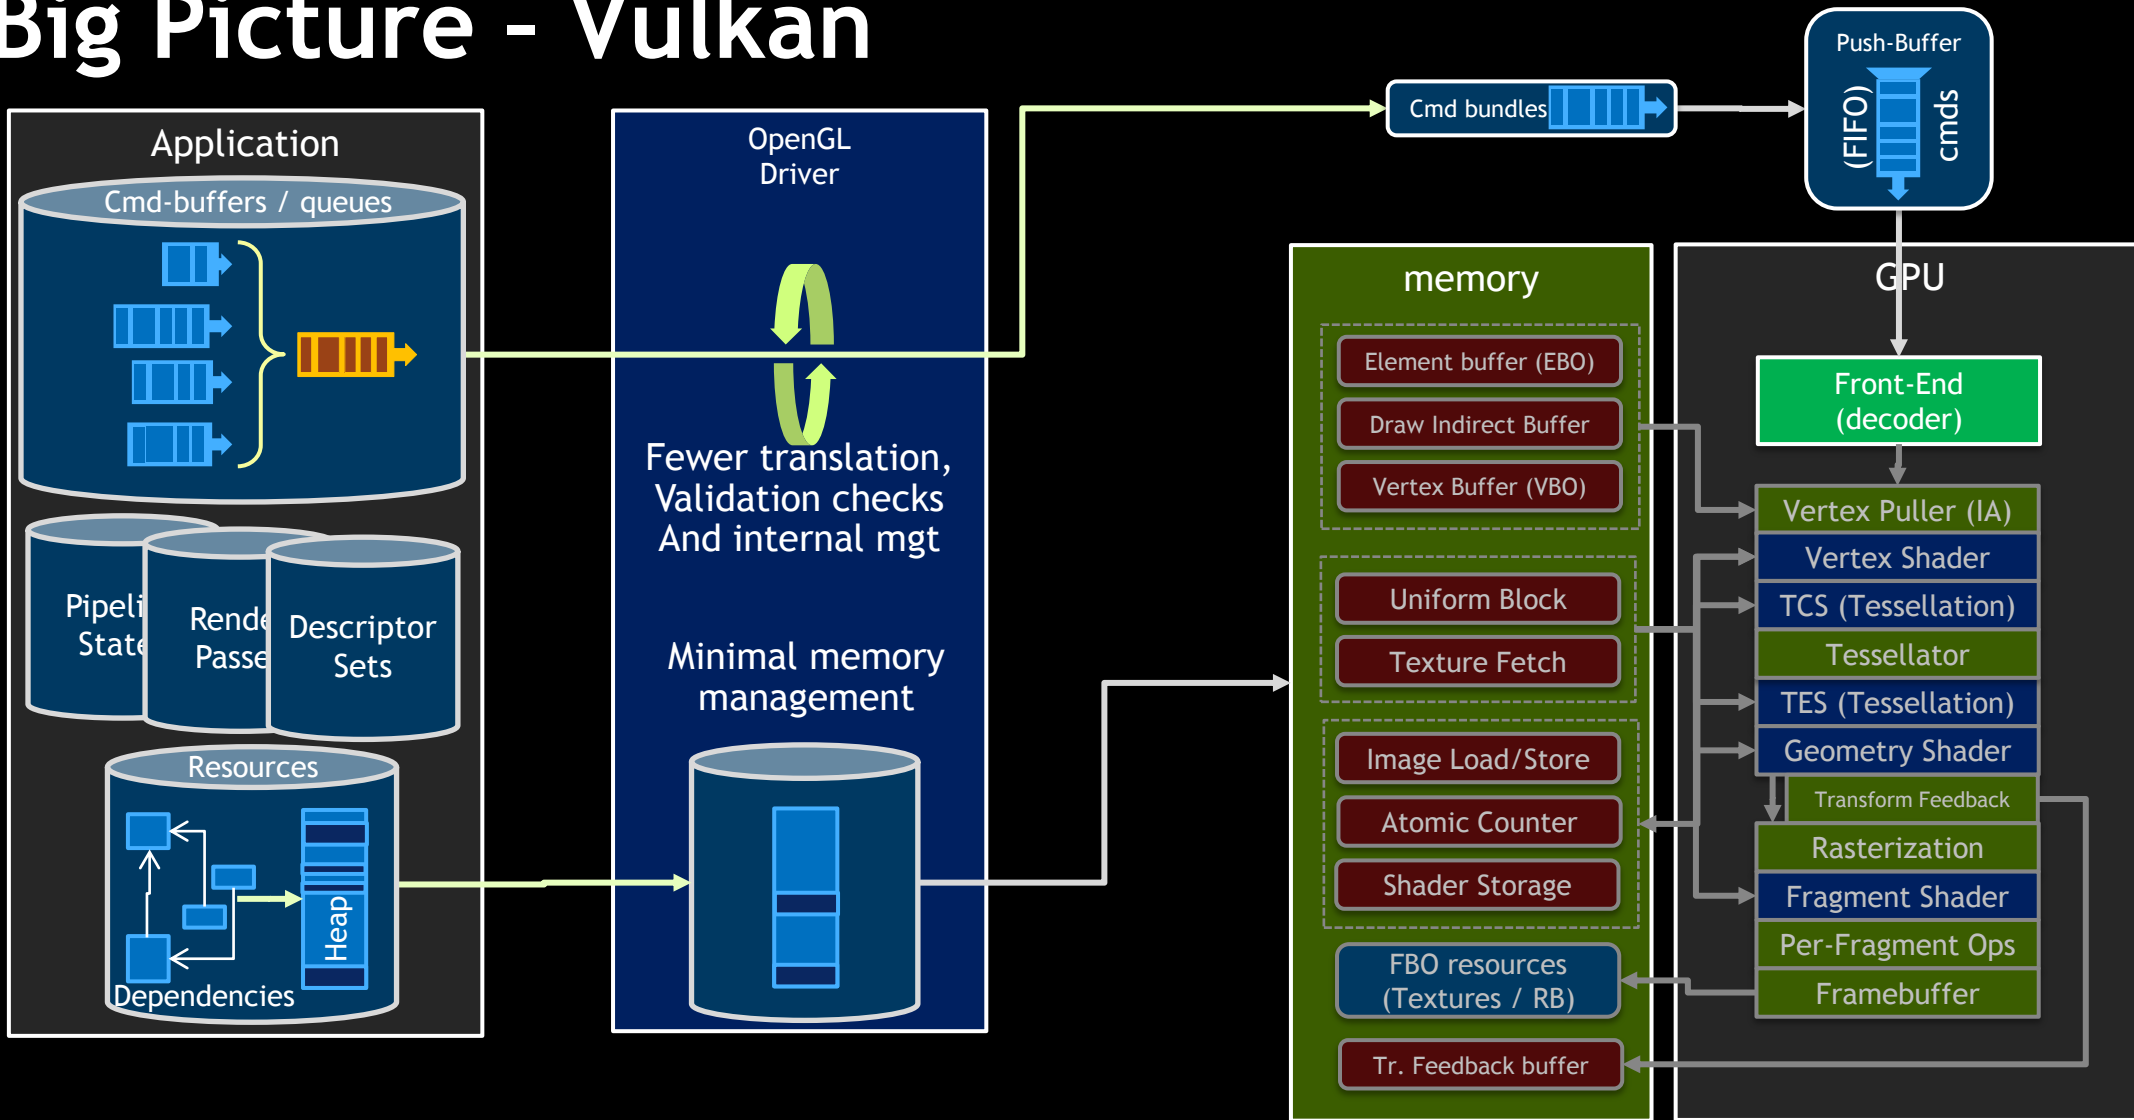 Big Picture - Vulkan
Application
Cmd-buffers / queues
Pipeli
State
Rende
Passe
Descriptor
Sets
Resources
Heap
Dependencies
OpenGL
Driver
Fewer translation,
Validation checks
And internal mgt
Minimal memory
management
Cmd bundles
Push-Buffer
(FIFO)
cmds
memory
Element buffer (EBO)
Draw Indirect Buffer
Vertex Buffer (VBO)
Uniform Block
Texture Fetch
Image Load/Store
Atomic Counter
Shader Storage
FBO resources
(Textures / RB)
Tr. Feedback buffer
GPU
Front-End
(decoder)
Vertex Puller (IA)
Vertex Shader
TCS (Tessellation)
Tessellator
TES (Tessellation)
Geometry Shader
Transform Feedback
Rasterization
Fragment Shader
Per-Fragment Ops
Framebuffer